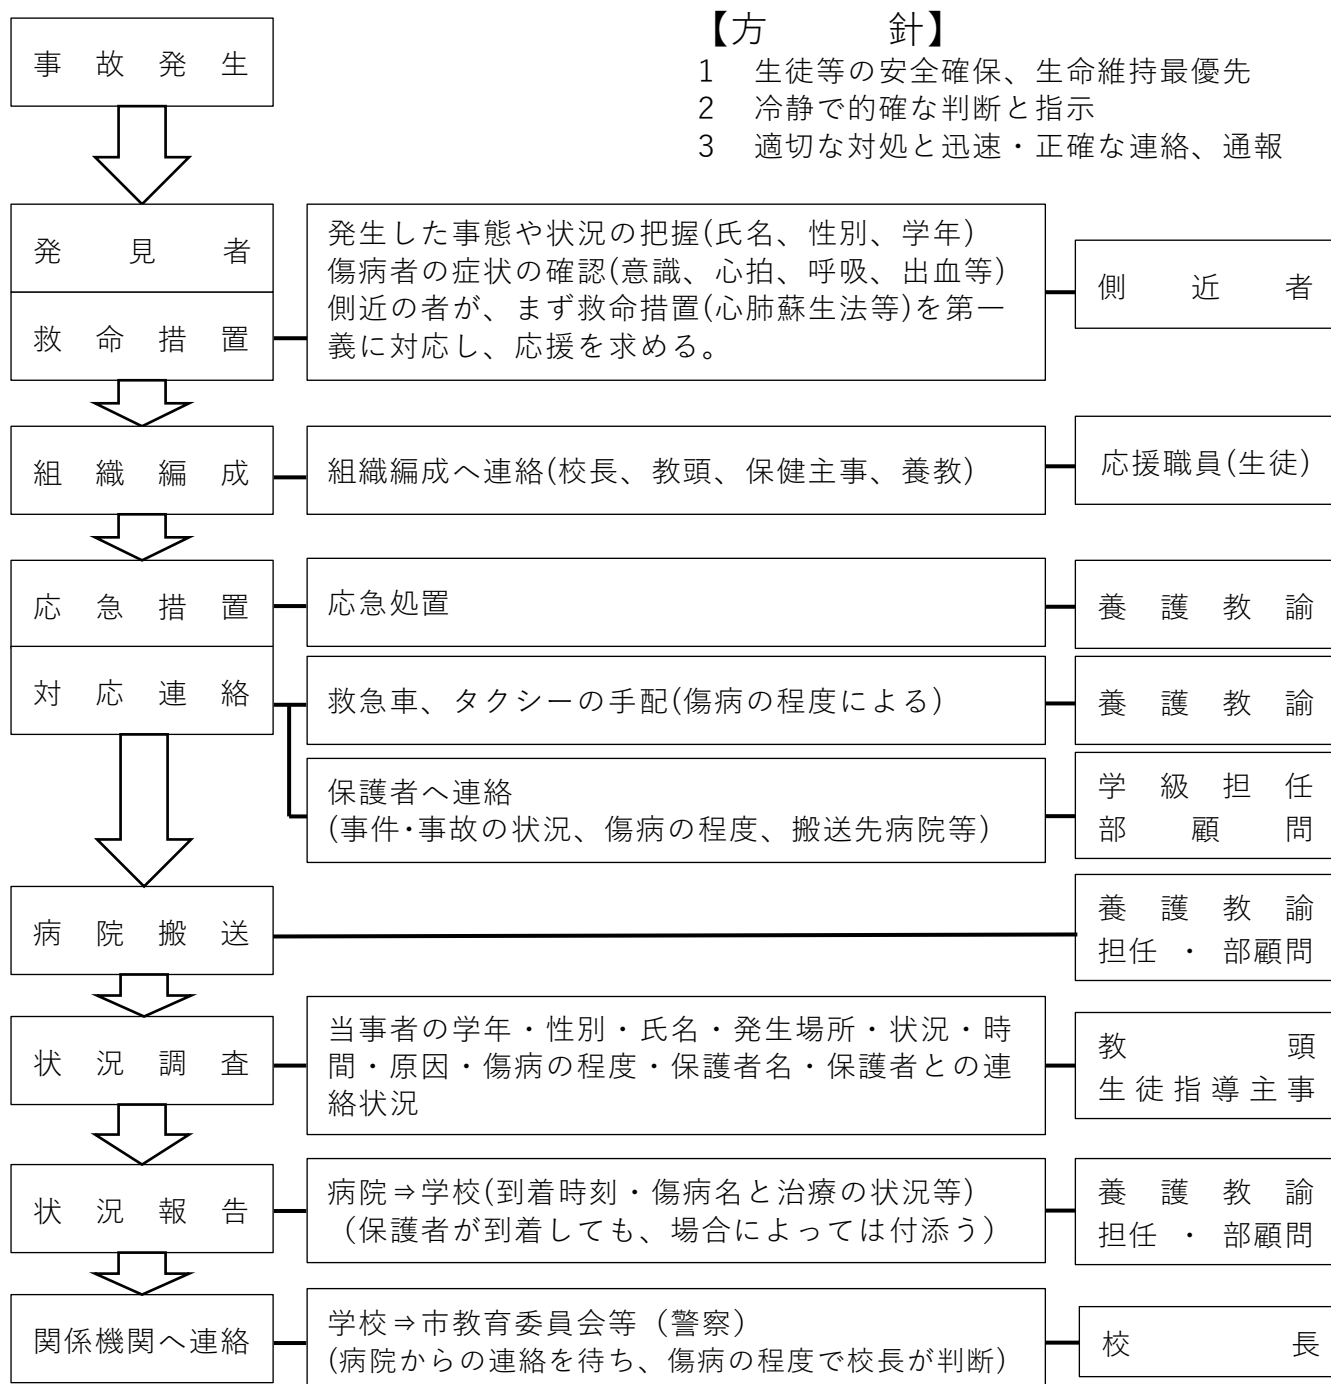 事故発生
【方　　　針】
1　生徒等の安全確保、生命維持最優先
2　冷静で的確な判断と指示
3　適切な対処と迅速・正確な連絡、通報
発見者
救命措置
発生した事態や状況の把握(氏名、性別、学年)
傷病者の症状の確認(意識、心拍、呼吸、出血等)
側近の者が、まず救命措置(心肺蘇生法等)を第一
義に対応し、応援を求める。
側近者
組織編成
組織編成へ連絡(校長、教頭、保健主事、養教)
応援職員(生徒)
応急措置
応急処置
養護教諭
対応連絡
救急車、タクシーの手配(傷病の程度による)
養護教諭
保護者へ連絡
(事件・事故の状況、傷病の程度、搬送先病院等)
学級担任
部顧問
病院搬送
養護教諭
担任・部顧問
状況調査
当事者の学年・性別・氏名・発生場所・状況・時
間・原因・傷病の程度・保護者名・保護者との連
絡状況
教頭
生徒指導主事
状況報告
病院⇒学校(到着時刻・傷病名と治療の状況等)
（保護者が到着しても、場合によっては付添う）
養護教諭
担任・部顧問
関係機関へ連絡
学校⇒市教育委員会等（警察）
(病院からの連絡を待ち、傷病の程度で校長が判断)
校長